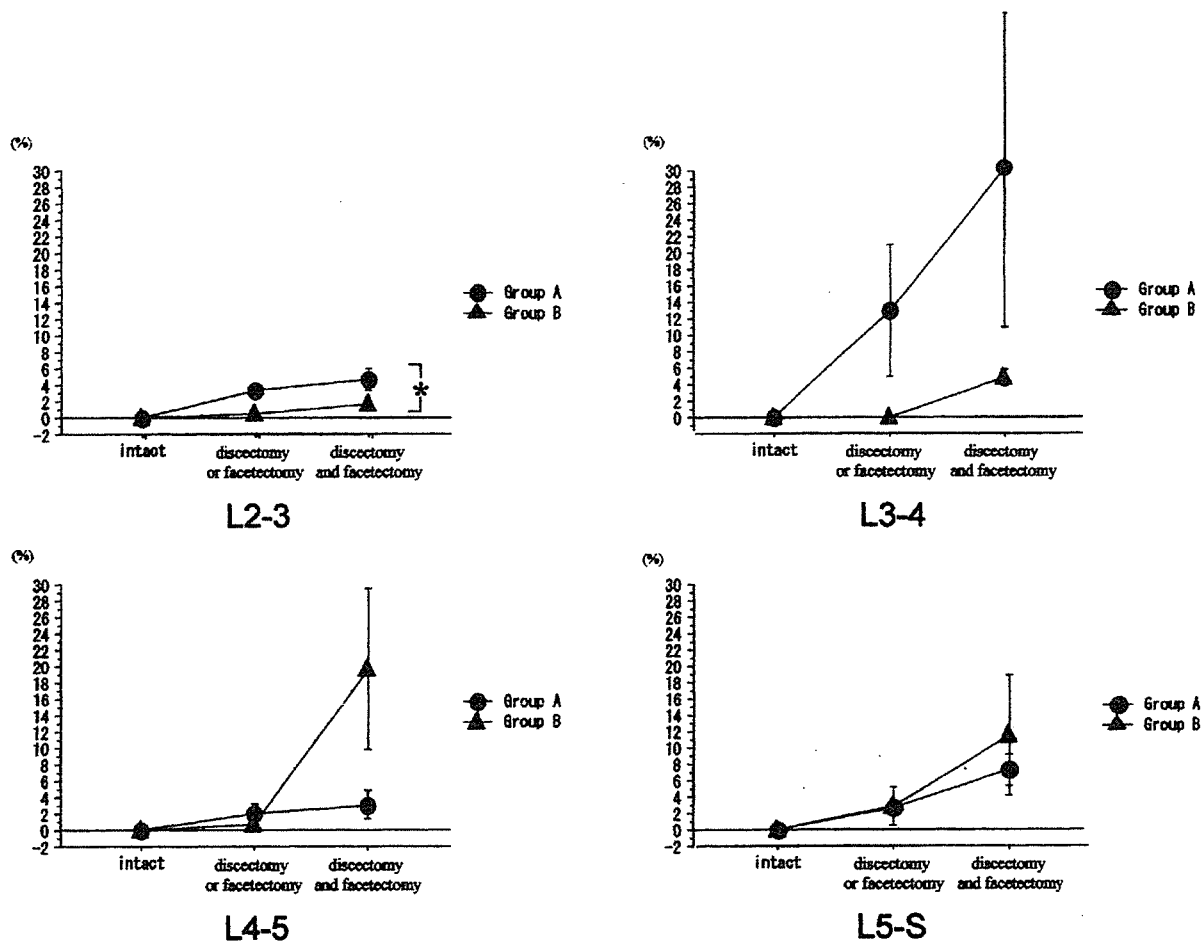 (%)
30
28
26
24
22
20
18
16
14
12
10
8
6
4
2
0
-2
Group A
Group B
*
intact
discectomy
or facetectomy
discectomy
and facetectomy
L2-3
(%)
30
28
26
24
22
20
18
16
14
12
10
8
6
4
2
0
-2
Group A
Group B
intact
discectomy
or facetectomy
discectomy
and facetectomy
L3-4
(%)
30
28
26
24
22
20
18
16
14
12
10
8
6
4
2
0
-2
Group A
Group B
intact
discectomy
or facetectomy
discectomy
and facetectomy
L4-5
(%)
30
28
26
24
22
20
18
16
14
12
10
8
6
4
2
0
-2
Group A
Group B
intact
discectomy
or facetectomy
discectomy
and facetectomy
L5-S